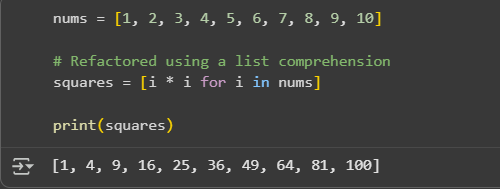 nums = [1, 2, 3, 4, 5, 6, 7, 8, 9, 10]
# Refactored using a list comprehension
squares = [i * i for i in nums]
print(squares)
[1, 4, 9, 16, 25, 36, 49, 64, 81, 100]